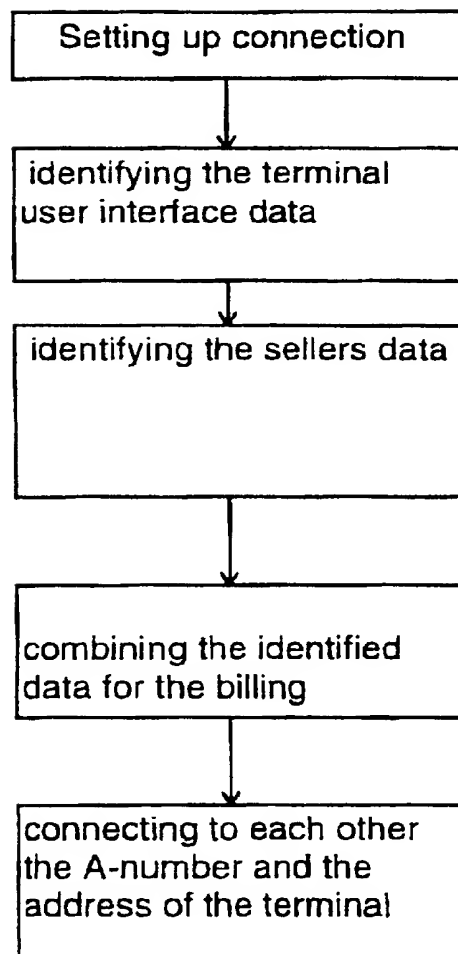 Setting up connection
identifying the terminal
user interface data
identifying the sellers data
combining the identified
data for the billing
connecting to each other
the A-number and the
address of the terminal